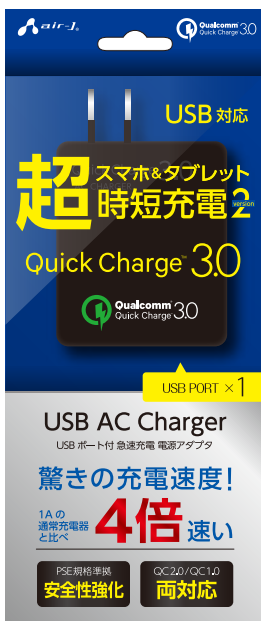 air-J
Qualcomm
Quick Charge 3.0
USB対応
超
スマホ&タブレット
時短充電 version 2
Quick Charge™ 3.0
Qualcomm
Quick Charge 3.0
USB PORT ×1
USB AC Charger
USBポート付 急速充電 電源アダプタ
驚きの充電速度!
1Aの
通常充電器
と比べ
4倍速い
PSE規格準拠
安全性強化
QC2.0/QC1.0
両対応